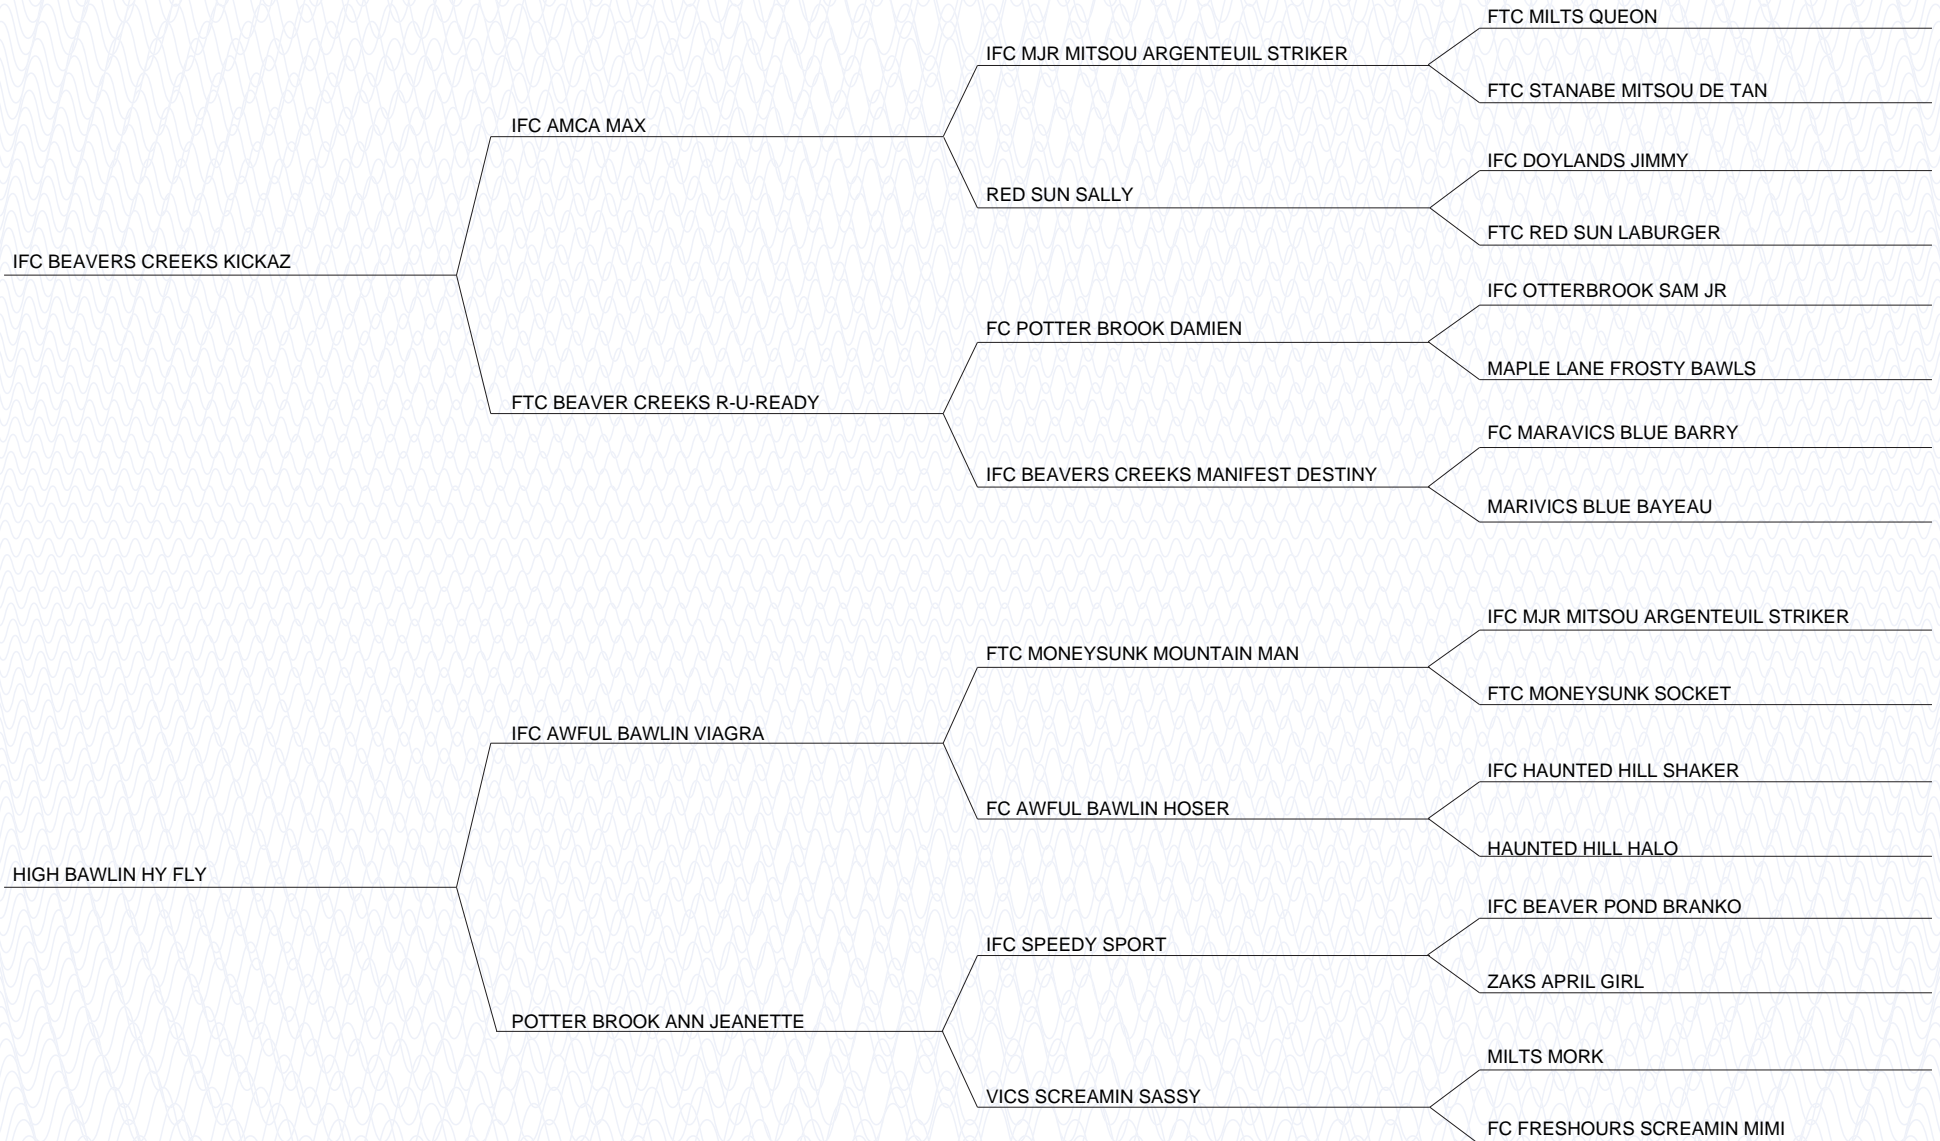 FTC MILTS QUEON
IFC MJR MITSOU ARGENTEUIL STRIKER
FTC STANABE MITSOU DE TAN
IFC AMCA MAX
IFC DOYLANDS JIMMY
RED SUN SALLY
FTC RED SUN LABURGER
IFC BEAVERS CREEKS KICKAZ
IFC OTTERBROOK SAM JR
FC POTTER BROOK DAMIEN
MAPLE LANE FROSTY BAWLS
FTC BEAVER CREEKS R-U-READY
FC MARAVICS BLUE BARRY
IFC BEAVERS CREEKS MANIFEST DESTINY
MARIVICS BLUE BAYEAU
IFC MJR MITSOU ARGENTEUIL STRIKER
FTC MONEYSUNK MOUNTAIN MAN
FTC MONEYSUNK SOCKET
IFC AWFUL BAWLIN VIAGRA
IFC HAUNTED HILL SHAKER
FC AWFUL BAWLIN HOSER
HAUNTED HILL HALO
HIGH BAWLIN HY FLY
IFC BEAVER POND BRANKO
IFC SPEEDY SPORT
ZAKS APRIL GIRL
POTTER BROOK ANN JEANETTE
MILTS MORK
VICS SCREAMIN SASSY
FC FRESHOURS SCREAMIN MIMI